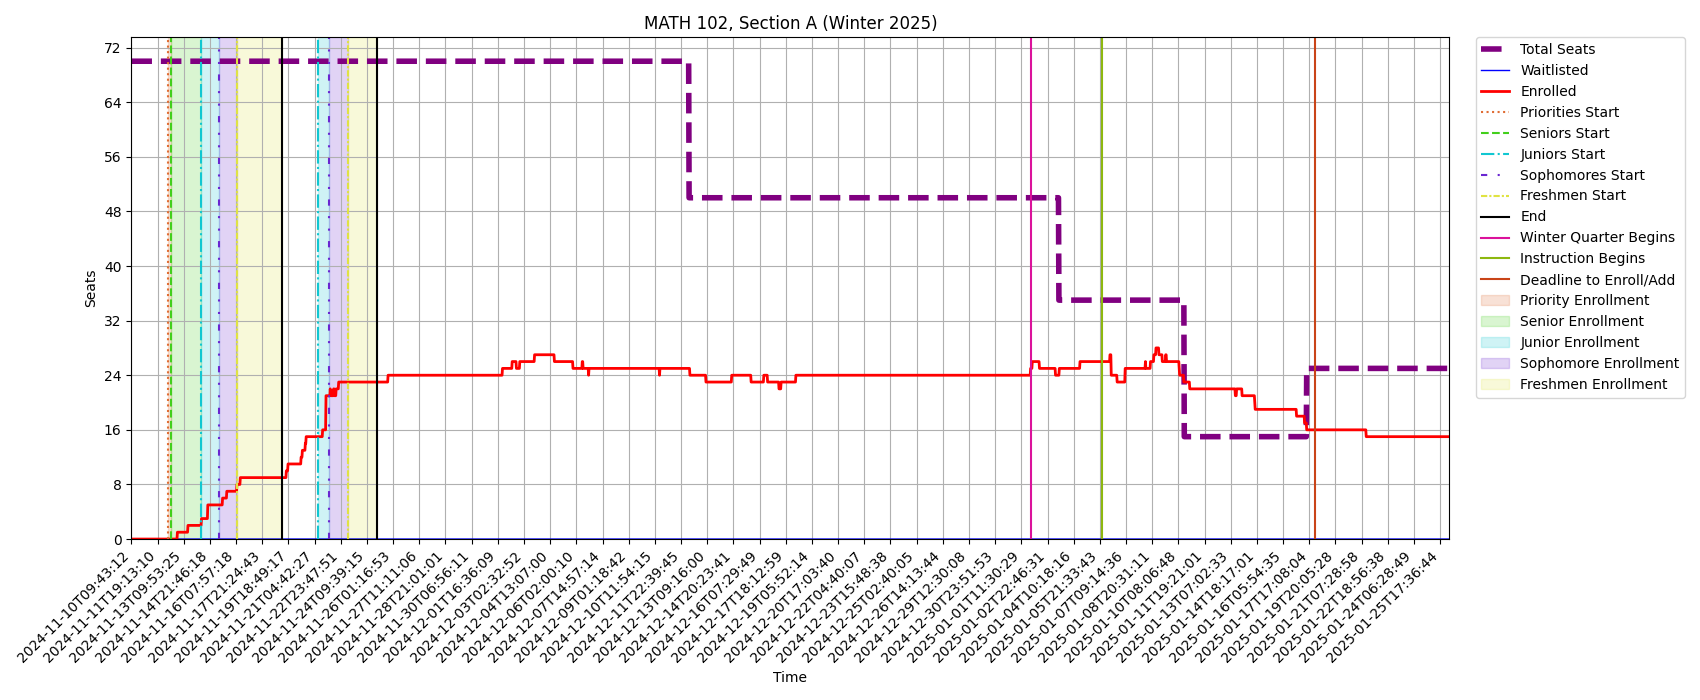 MATH 102, Section A (Winter 2025)
72
64
56
48
40
32
24
16
8
0
Seats
2024-11-10T09:43:12
2024-11-11T19:13:10
2024-11-13T09:53:25
2024-11-14T21:46:18
2024-11-16T07:57:18
2024-11-17T21:24:43
2024-11-19T18:49:17
2024-11-21T04:42:27
2024-11-22T23:47:51
2024-11-24T09:39:15
2024-11-26T01:16:53
2024-11-27T11:11:06
2024-11-28T21:01:01
2024-11-30T06:56:11
2024-12-01T16:36:09
2024-12-03T02:32:52
2024-12-04T13:07:00
2024-12-06T02:00:10
2024-12-07T14:57:14
2024-12-09T01:18:42
2024-12-10T11:54:15
2024-12-11T22:39:45
2024-12-13T09:16:00
2024-12-14T20:23:41
2024-12-16T07:29:49
2024-12-17T18:12:59
2024-12-19T05:52:14
2024-12-20T17:03:40
2024-12-22T04:40:07
2024-12-23T15:48:38
2024-12-25T02:40:05
2024-12-26T14:13:44
2024-12-29T12:30:08
2024-12-30T23:51:53
2025-01-01T11:30:29
2025-01-02T22:46:31
2025-01-04T10:18:16
2025-01-05T21:33:43
2025-01-07T09:14:36
2025-01-08T20:31:11
2025-01-10T08:06:48
2025-01-11T19:21:01
2025-01-13T07:02:33
2025-01-14T18:17:01
2025-01-16T05:54:35
2025-01-17T17:08:04
2025-01-19T20:05:28
2025-01-21T07:28:58
2025-01-22T18:56:38
2025-01-24T06:28:49
2025-01-25T17:36:44
Time
Total Seats
Waitlisted
Enrolled
Priorities Start
Seniors Start
Juniors Start
Sophomores Start
Freshmen Start
End
Winter Quarter Begins
Instruction Begins
Deadline to Enroll/Add
Priority Enrollment
Senior Enrollment
Junior Enrollment
Sophomore Enrollment
Freshmen Enrollment